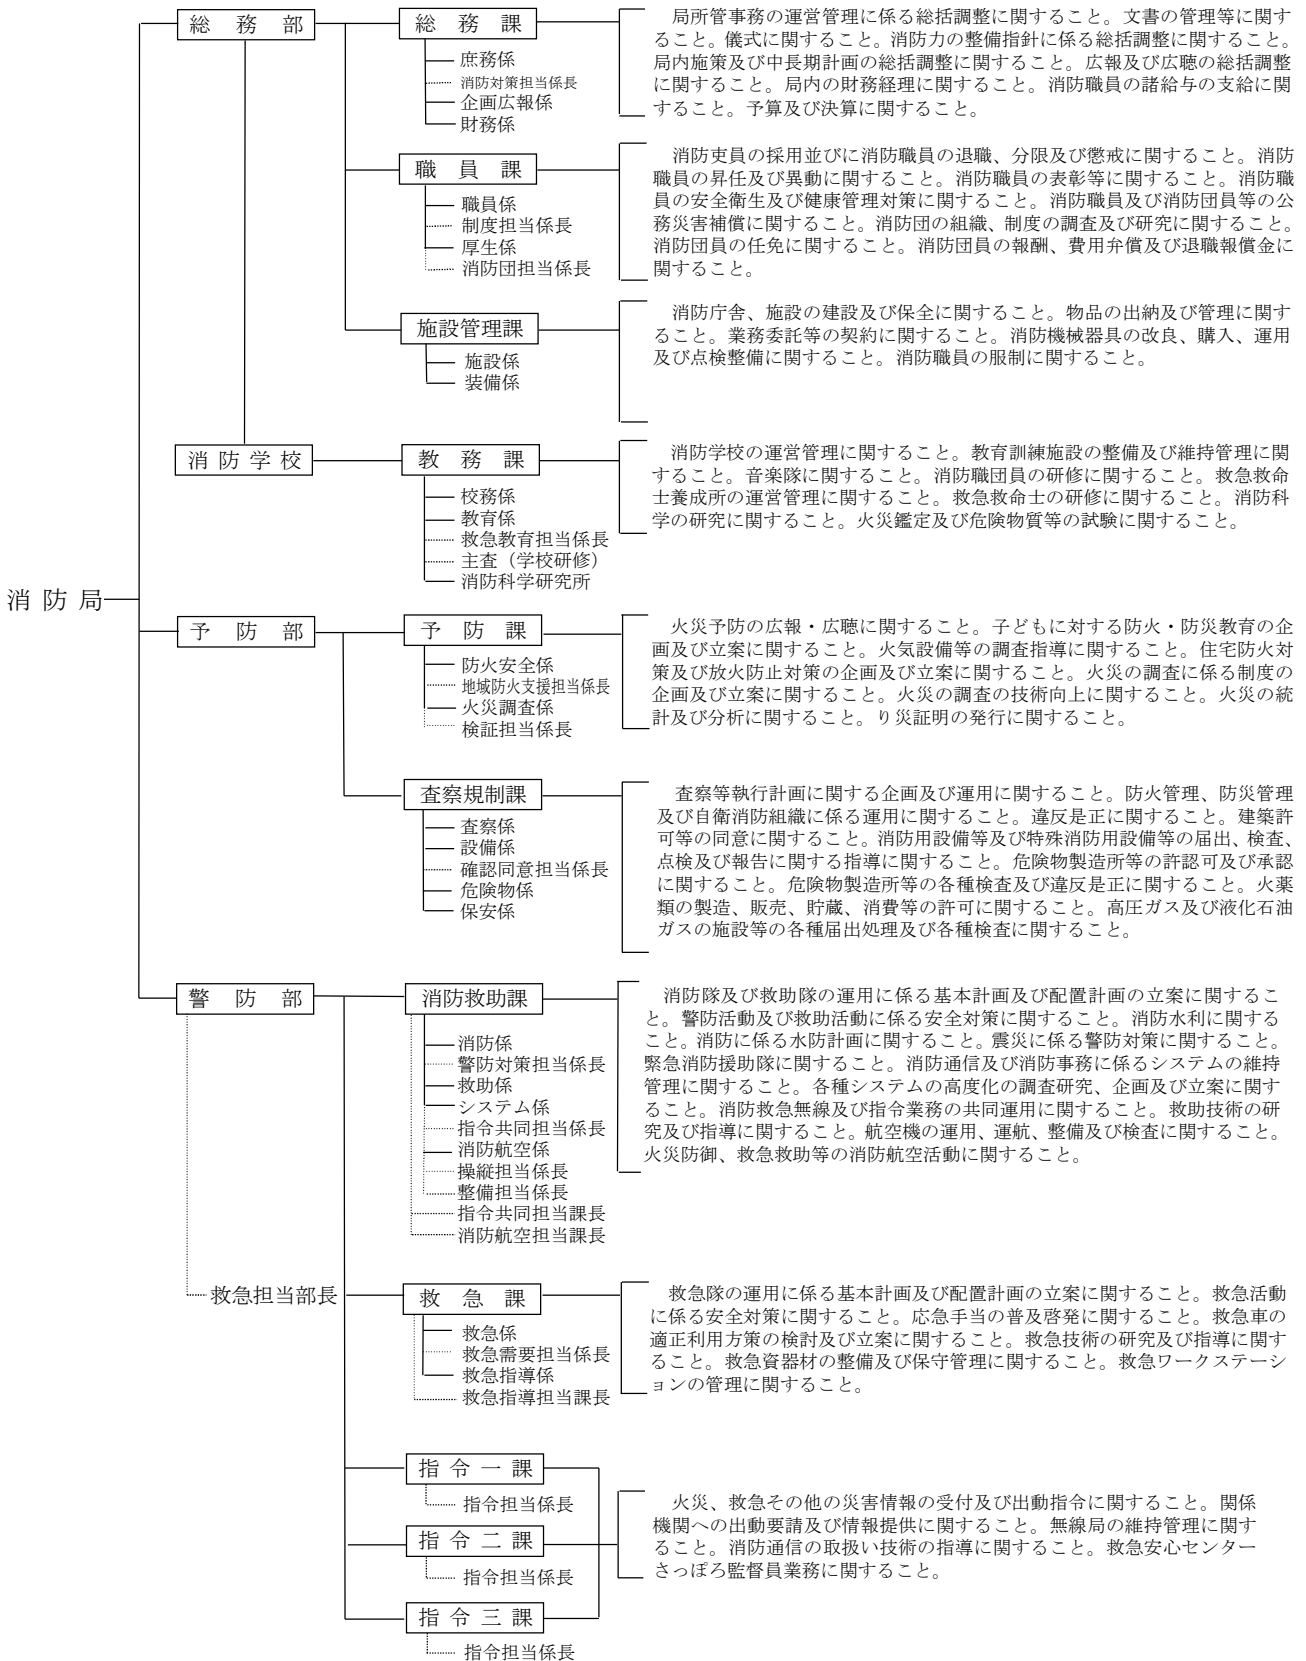 総務部
総務課
庶務係
消防対策担当係長
企画広報係
財務係
局所管事務の運営管理に係る総括調整に関すること。文書の管理等に関す
ること。儀式に関すること。消防力の整備指針に係る総括調整に関すること。
局内施策及び中長期計画の総括調整に関すること。広報及び広聴の総括調整
に関すること。局内の財務経理に関すること。消防職員の諸給与の支給に関
すること。予算及び決算に関すること。
職員課
職員係
制度担当係長
厚生係
消防団担当係長
消防吏員の採用並びに消防職員の退職、分限及び懲戒に関すること。消防
職員の昇任及び異動に関すること。消防職員の表彰等に関すること。消防職
員の安全衛生及び健康管理対策に関すること。消防職員及び消防団員等の公
務災害補償に関すること。消防団の組織、制度の調査及び研究に関すること。
消防団員の任免に関すること。消防団員の報酬、費用弁償及び退職報償金に
関すること。
施設管理課
施設係
装備係
消防庁舎、施設の建設及び保全に関すること。物品の出納及び管理に関す
ること。業務委託等の契約に関すること。消防機械器具の改良、購入、運用
及び点検整備に関すること。消防職員の服制に関すること。
消防学校
教務課
校務係
教育係
救急教育担当係長
主査（学校研修）
消防科学研究所
消防学校の運営管理に関すること。教育訓練施設の整備及び維持管理に関
すること。音楽隊に関すること。消防職団員の研修に関すること。救急救命
士養成所の運営管理に関すること。救急救命士の研修に関すること。消防科
学の研究に関すること。火災鑑定及び危険物質等の試験に関すること。
消防局
予防部
予防課
防火安全係
地域防火支援担当係長
火災調査係
検証担当係長
火災予防の広報・広聴に関すること。子どもに対する防火・防災教育の企
画及び立案に関すること。火気設備等の調査指導に関すること。住宅防火対
策及び放火防止対策の企画及び立案に関すること。火災の調査に係る制度の
企画及び立案に関すること。火災の調査の技術向上に関すること。火災の統
計及び分析に関すること。り災証明の発行に関すること。
査察規制課
査察係
設備係
確認同意担当係長
危険物係
保安係
査察等執行計画に関する企画及び運用に関すること。防火管理、防災管理
及び自衛消防組織に係る運用に関すること。違反是正に関すること。建築許
可等の同意に関すること。消防用設備等及び特殊消防用設備等の届出、検査、
点検及び報告に関する指導に関すること。危険物製造所等の許認可及び承認
に関すること。危険物製造所等の各種検査及び違反是正に関すること。火薬
類の製造、販売、貯蔵、消費等の許可に関すること。高圧ガス及び液化石油
ガスの施設等の各種届出処理及び各種検査に関すること。
警防部
消防救助課
消防係
警防対策担当係長
救助係
システム係
指令共同担当係長
消防航空係
操縦担当係長
整備担当係長
指令共同担当課長
消防航空担当課長
消防隊及び救助隊の運用に係る基本計画及び配置計画の立案に関するこ
と。警防活動及び救助活動に係る安全対策に関すること。消防水利に関する
こと。消防に係る水防計画に関すること。震災に係る警防対策に関すること。
緊急消防援助隊に関すること。消防通信及び消防事務に係るシステムの維持
管理に関すること。各種システムの高度化の調査研究、企画及び立案に関す
ること。消防救急無線及び指令業務の共同運用に関すること。救助技術の研
究及び指導に関すること。航空機の運用、運航、整備及び検査に関すること。
火災防御、救急救助等の消防航空活動に関すること。
救急担当部長
救急課
救急係
救急需要担当係長
救急指導係
救急指導担当課長
救急隊の運用に係る基本計画及び配置計画の立案に関すること。救急活動
に係る安全対策に関すること。応急手当の普及啓発に関すること。救急車の
適正利用方策の検討及び立案に関すること。救急技術の研究及び指導に関す
ること。救急資器材の整備及び保守管理に関すること。救急ワークステーシ
ョンの管理に関すること。
指令一課
指令担当係長
指令二課
指令担当係長
指令三課
指令担当係長
火災、救急その他の災害情報の受付及び出動指令に関すること。関係
機関への出動要請及び情報提供に関すること。無線局の維持管理に関す
ること。消防通信の取扱い技術の指導に関すること。救急安心センター
さっぽろ監督員業務に関すること。